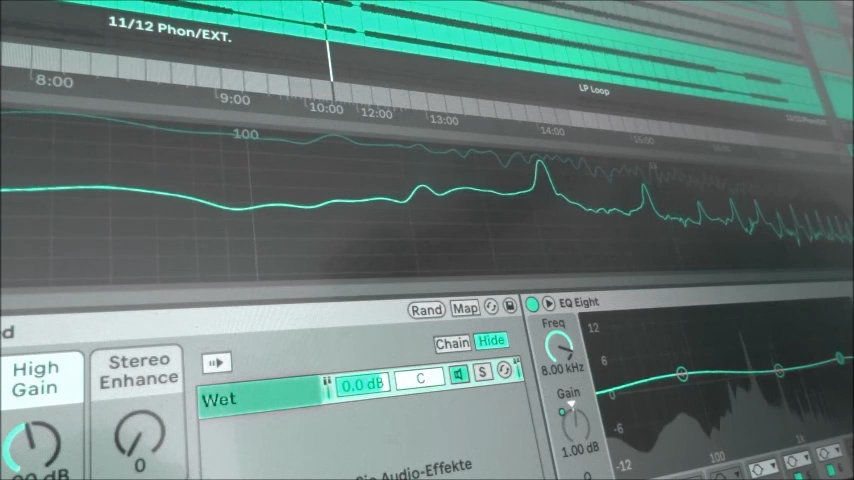 11/12 Phon/EXT.
LP Loop
8:00
9:00
10:00
12:00
13:00
14:00
100
Rand
Map
EQ Eight
d
High
Gain
Stereo
Enhance
Chain
Hide
Wet
0.0 dB
C
S
0
Audio-Effekte
Freq
8.00 kHz
Gain
1.00 dB
0
12
6
0
-6
-12
100
1k